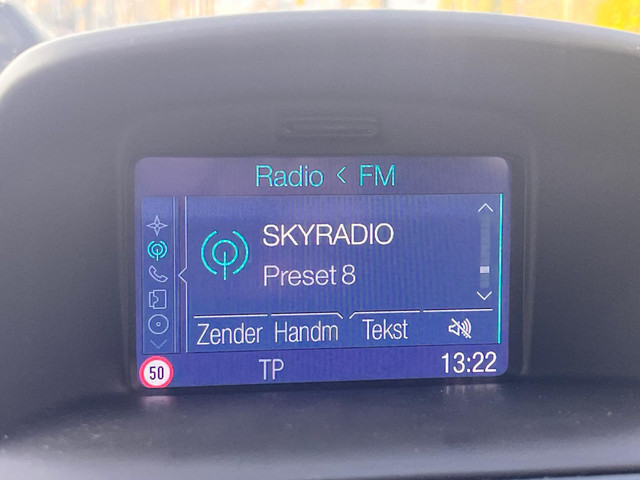 Radio < FM
SKYRADIO
Preset 8
Zender Handm Tekst
50 TP 13:22